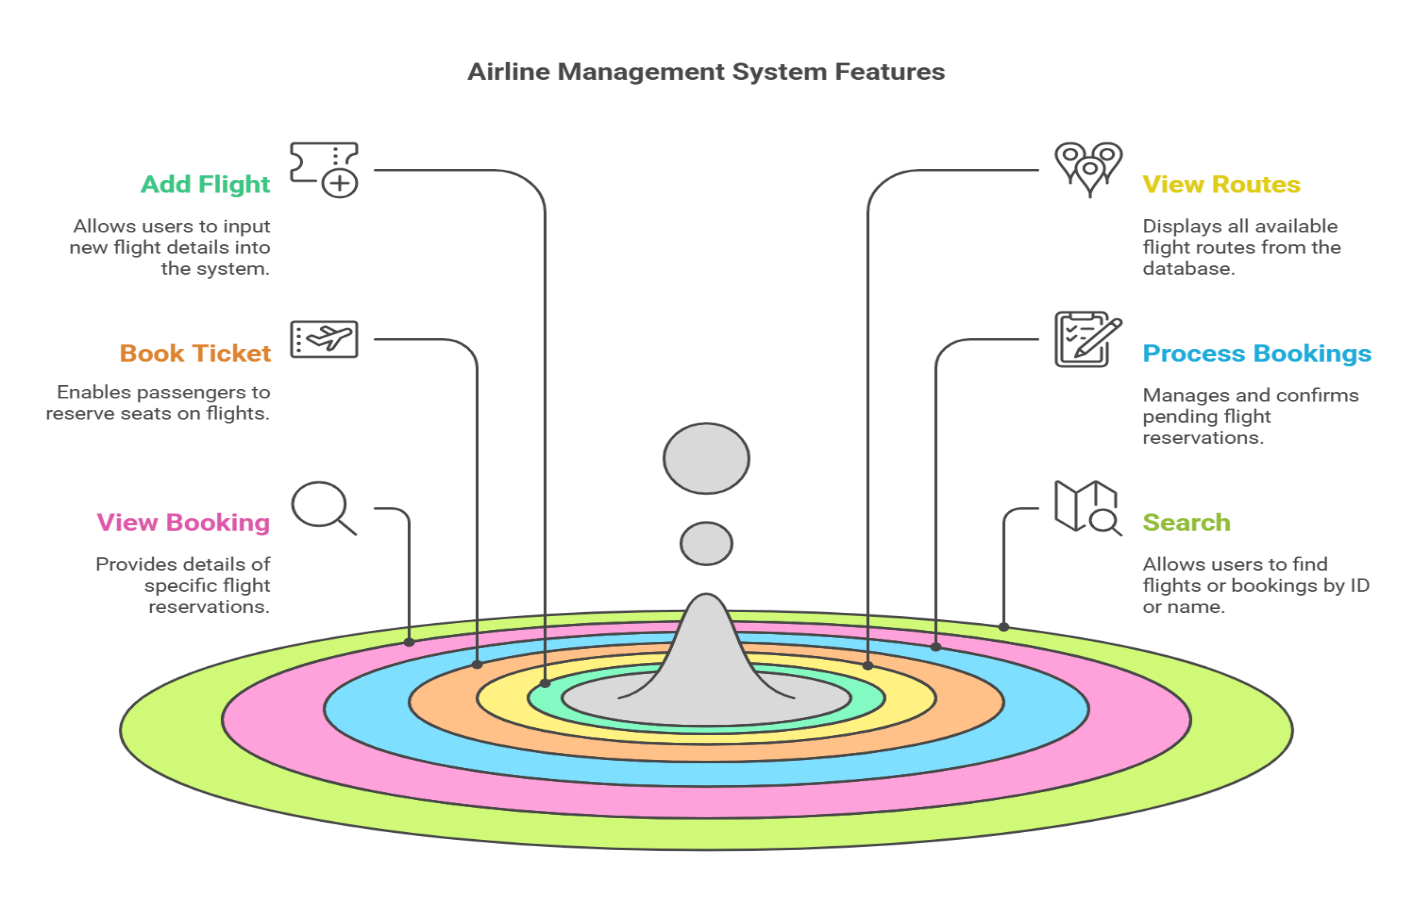 Airline Management System Features
Add Flight
Allows users to input
new flight details into
the system.
Book Ticket
Enables passengers to
reserve seats on flights.
View Booking
Provides details of
specific flight
reservations.
View Routes
Displays all available
flight routes from the
database.
Process Bookings
Manages and confirms
pending flight
reservations.
Search
Allows users to find
flights or bookings by ID
or name.